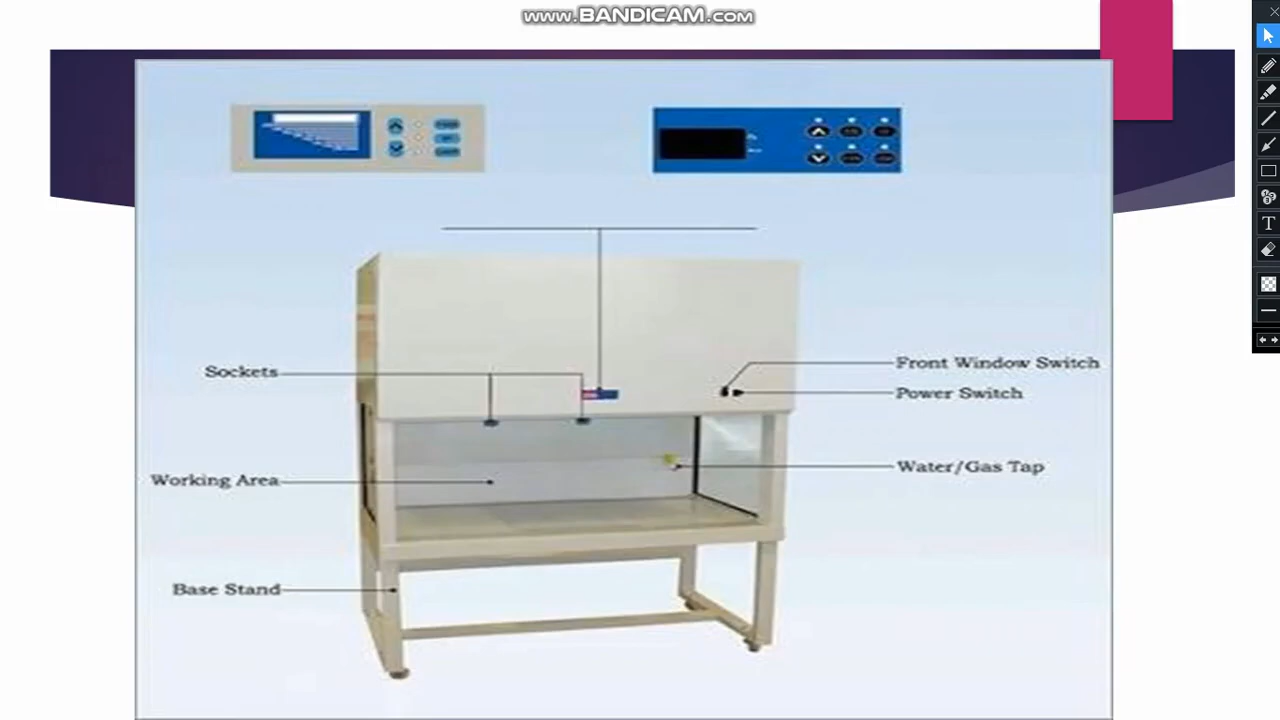 www.BANDICAM.com
Sockets
Front Window Switch
Power Switch
Water/Gas Tap
Working Area
Base Stand
T